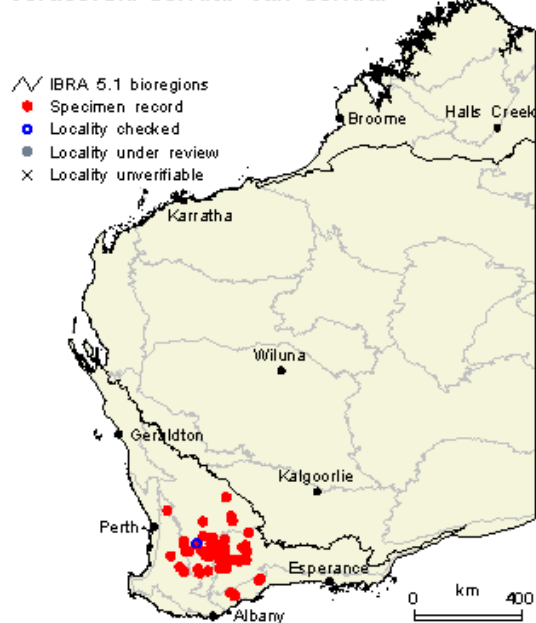 IBRA 5.1 bioregions
Specimen record
Locality checked
Locality under review
Locality unverifiable
Broome
Halls Creek
Karratha
Wiluna
Geraldton
Kalgoorlie
Perth
Esperance
Albany
km
0 400